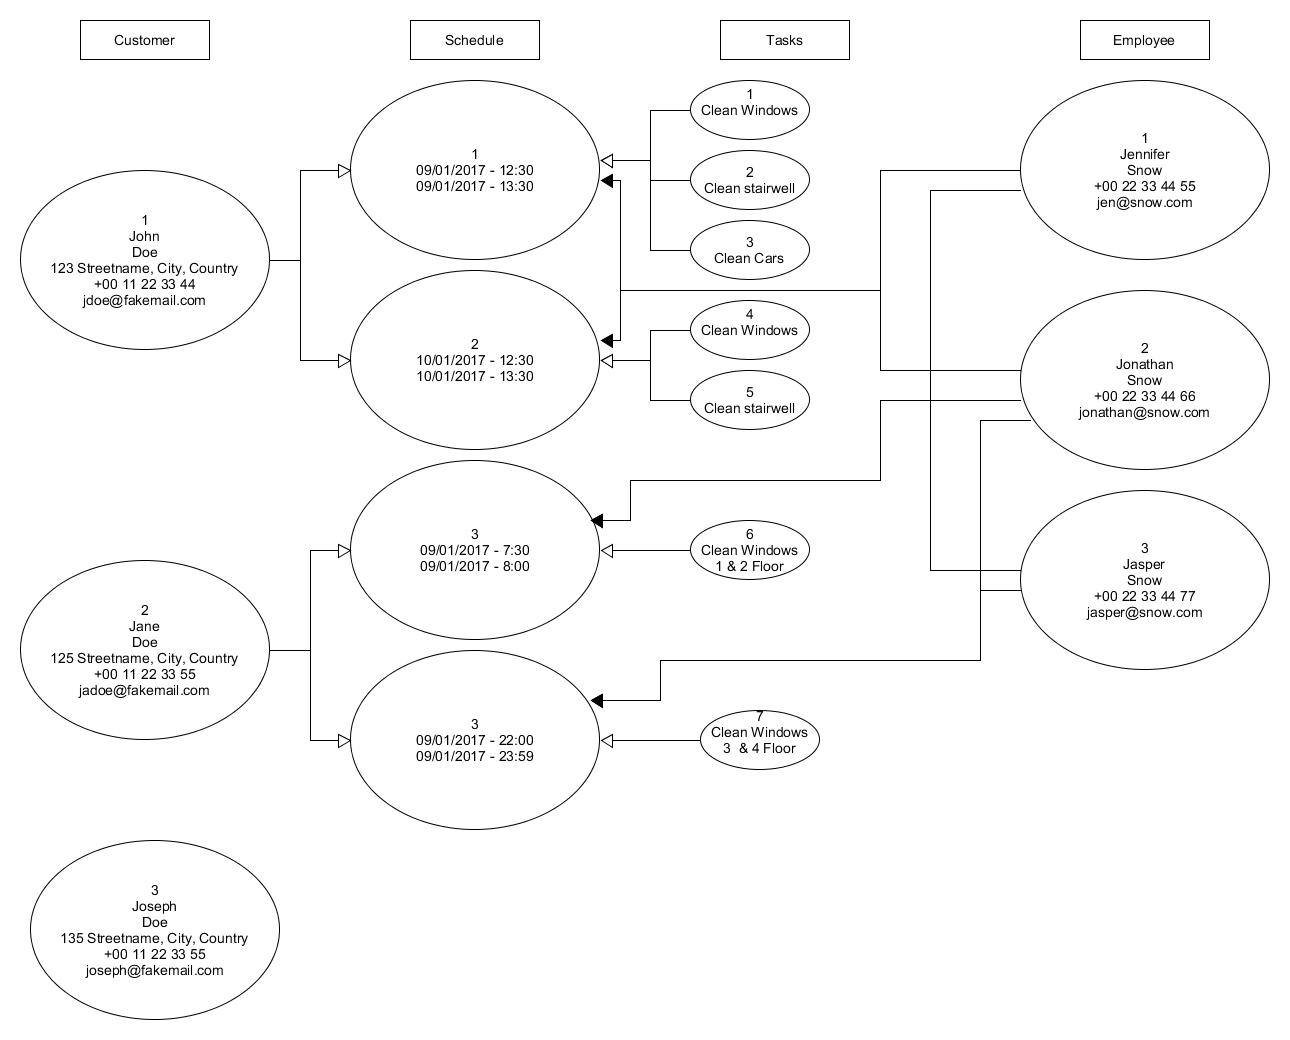 Customer
Schedule
Tasks
Employee
1
John
Doe
123 Streetname, City, Country
+00 11 22 33 44
jdoe@fakemail.com
2
Jane
Doe
125 Streetname, City, Country
+00 11 22 33 55
jadoe@fakemail.com
3
Joseph
Doe
135 Streetname, City, Country
+00 11 22 33 55
joseph@fakemail.com
1
09/01/2017 - 12:30
09/01/2017 - 13:30
2
10/01/2017 - 12:30
10/01/2017 - 13:30
3
09/01/2017 - 7:30
09/01/2017 - 8:00
3
09/01/2017 - 22:00
09/01/2017 - 23:59
1
Clean Windows
2
Clean stairwell
3
Clean Cars
4
Clean Windows
5
Clean stairwell
6
Clean Windows
1 & 2 Floor
7
Clean Windows
3 & 4 Floor
1
Jennifer
Snow
+00 22 33 44 55
jen@snow.com
2
Jonathan
Snow
+00 22 33 44 66
jonathan@snow.com
3
Jasper
Snow
+00 22 33 44 77
jasper@snow.com